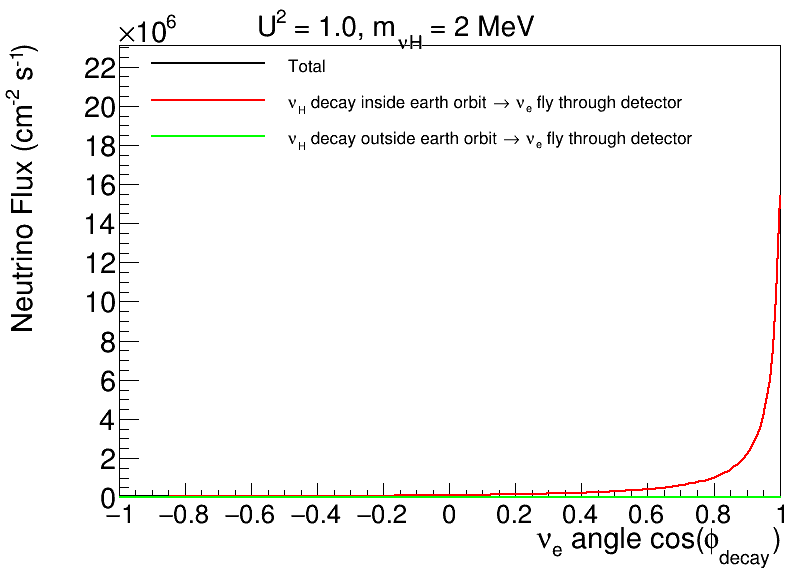 ×10⁶
U² = 1.0, m_νH = 2 MeV
Neutrino Flux (cm⁻² s⁻¹)
Total
ν_H decay inside earth orbit → ν_e fly through detector
ν_H decay outside earth orbit → ν_e fly through detector
22
20
18
16
14
12
10
8
6
4
2
0
−1 −0.8 −0.6 −0.4 −0.2 0 0.2 0.4 0.6 0.8 1
ν_e angle cos(ϕ_decay)